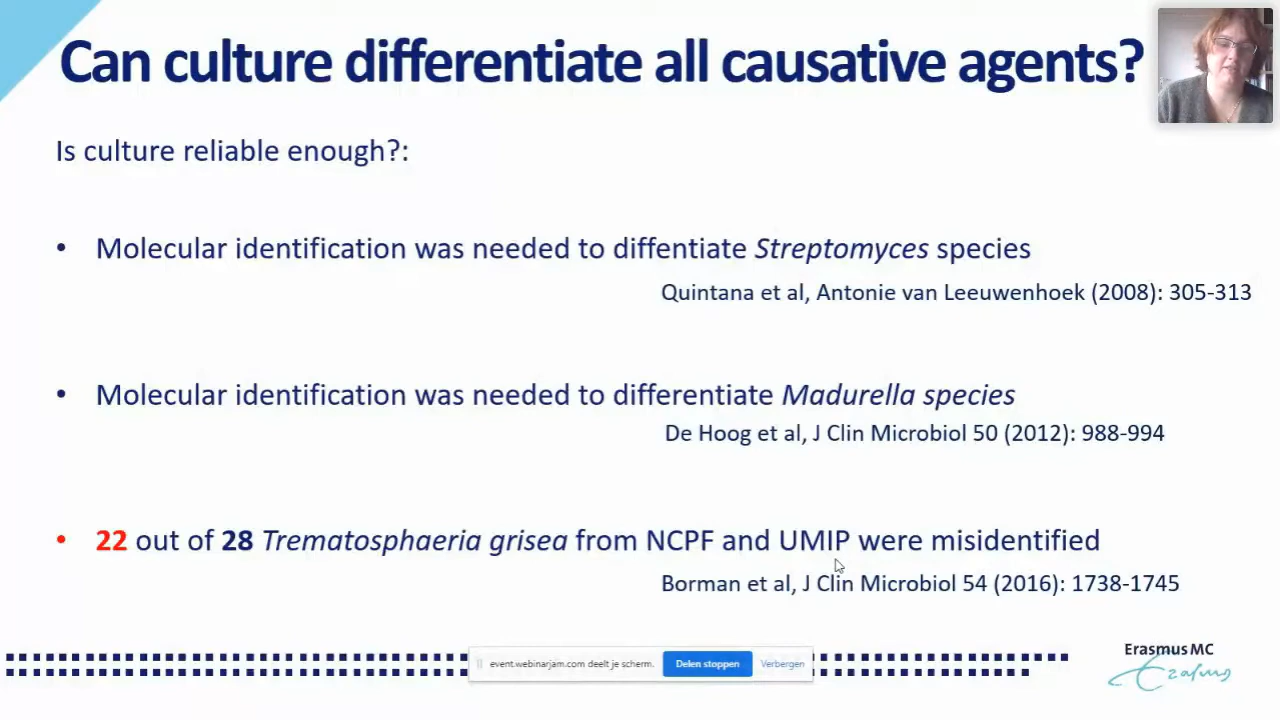 Can culture differentiate all causative agents?
Is culture reliable enough?:
• Molecular identification was needed to diffentiate Streptomyces species
Quintana et al, Antonie van Leeuwenhoek (2008): 305-313
• Molecular identification was needed to differentiate Madurella species
De Hoog et al, J Clin Microbiol 50 (2012): 988-994
• 22 out of 28 Trematosphaeria grisea from NCPF and UMIP were misidentified
Borman et al, J Clin Microbiol 54 (2016): 1738-1745
event.webinarjam.com deelt je scherm. Delen stoppen Verbergen
Erasmus MC
Erasmus